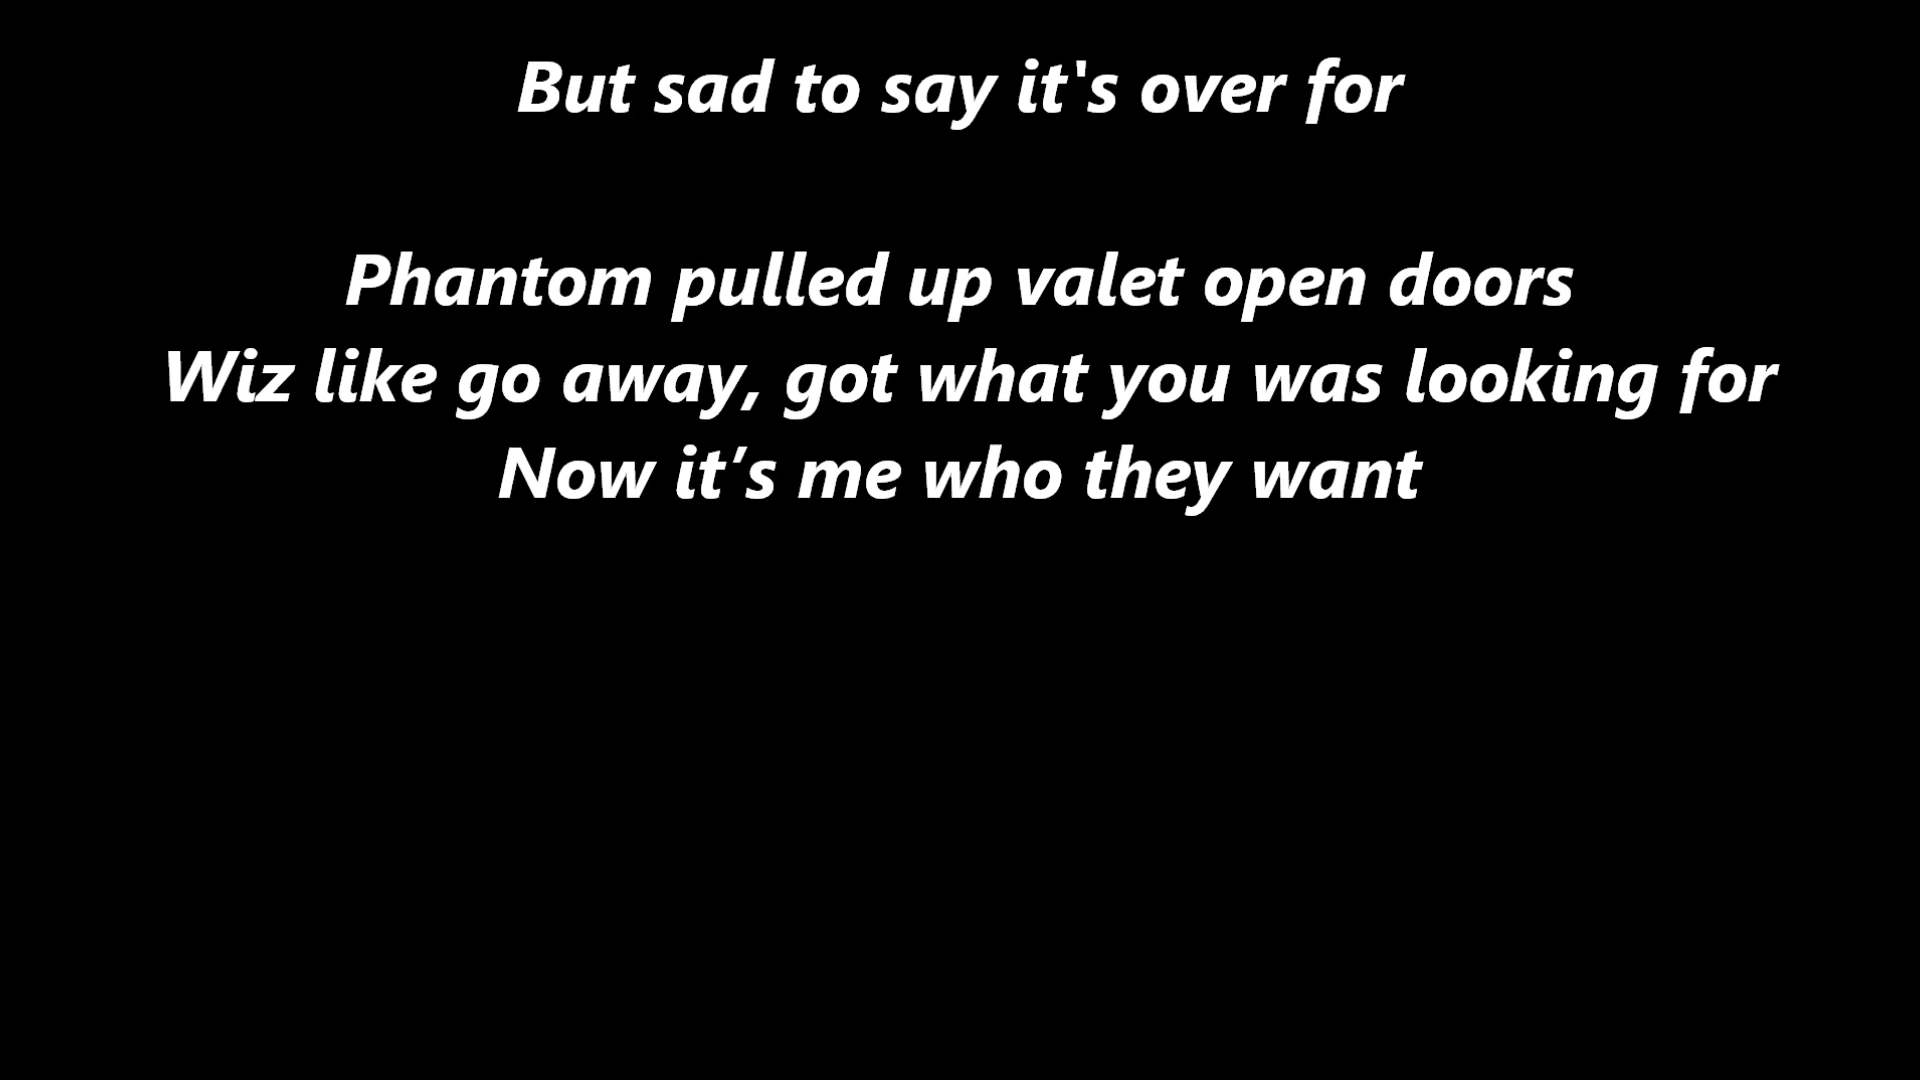 But sad to say it's over for
Phantom pulled up valet open doors
Wiz like go away, got what you was looking for
Now it’s me who they want